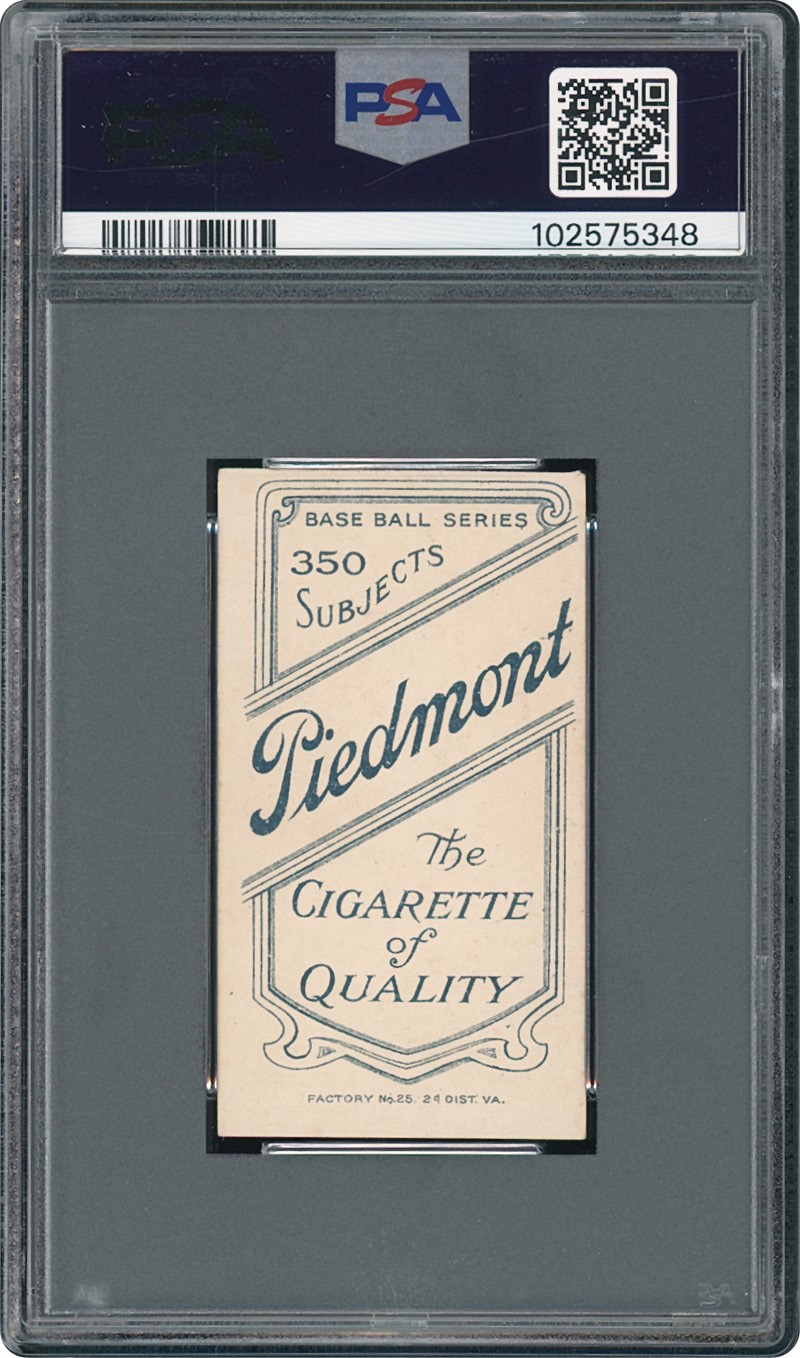 PSA
102575348
BASE BALL SERIES
350
SUBJECTS
Piedmont
The
CIGARETTE
of
QUALITY
FACTORY No. 25. 2d DIST. VA.